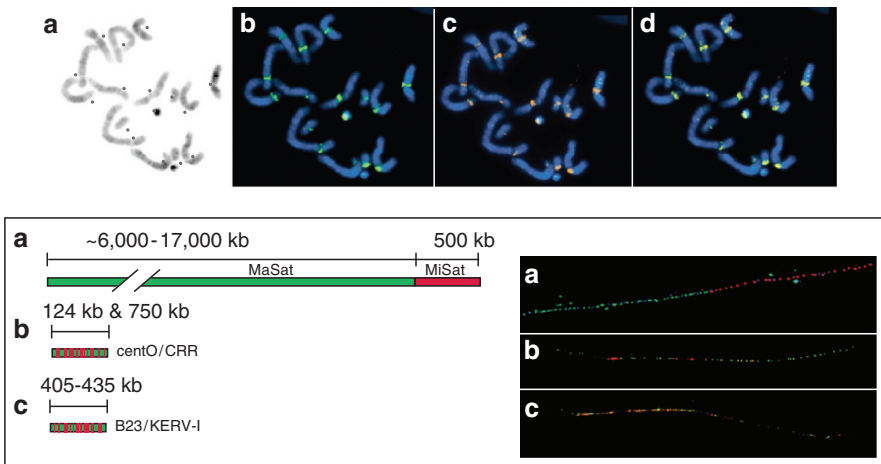 a
b
c
d
a
~6,000-17,000 kb
500 kb
MaSat
MiSat
124 kb & 750 kb
b
centO/CRR
405-435 kb
c
B23/KERV-I
a
b
c